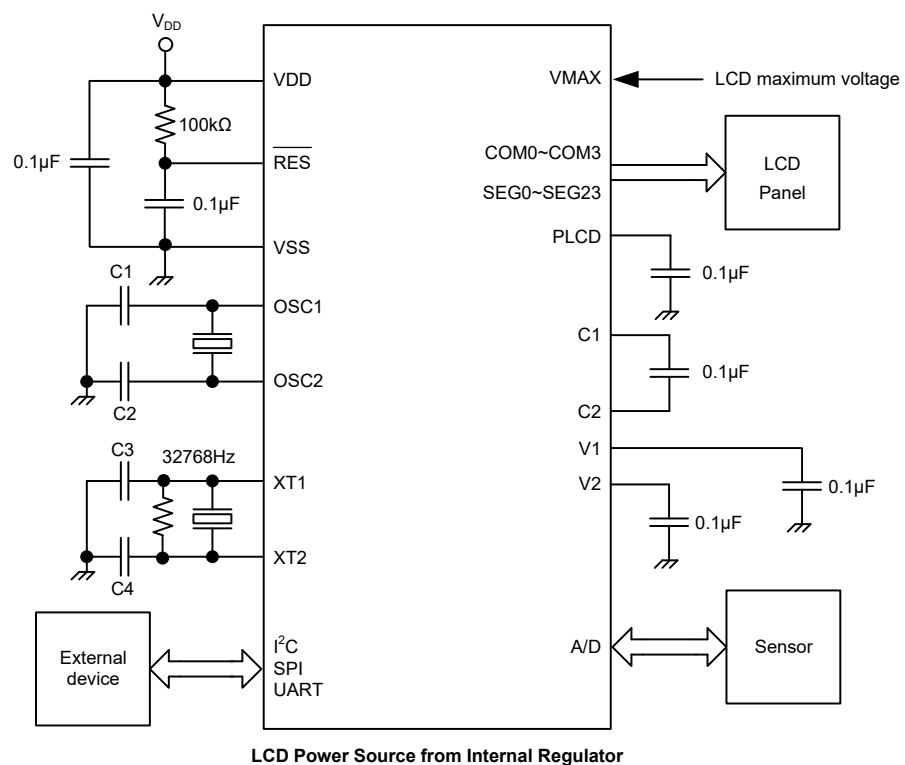 V_DD
VDD
100kΩ
0.1µF
RES
0.1µF
VSS
C1
OSC1
OSC2
C2
C3
32768Hz
XT1
XT2
C4
External
device
I²C
SPI
UART
VMAX
LCD maximum voltage
COM0~COM3
SEG0~SEG23
LCD
Panel
PLCD
0.1µF
C1
0.1µF
C2
V1
0.1µF
V2
0.1µF
A/D
Sensor
LCD Power Source from Internal Regulator